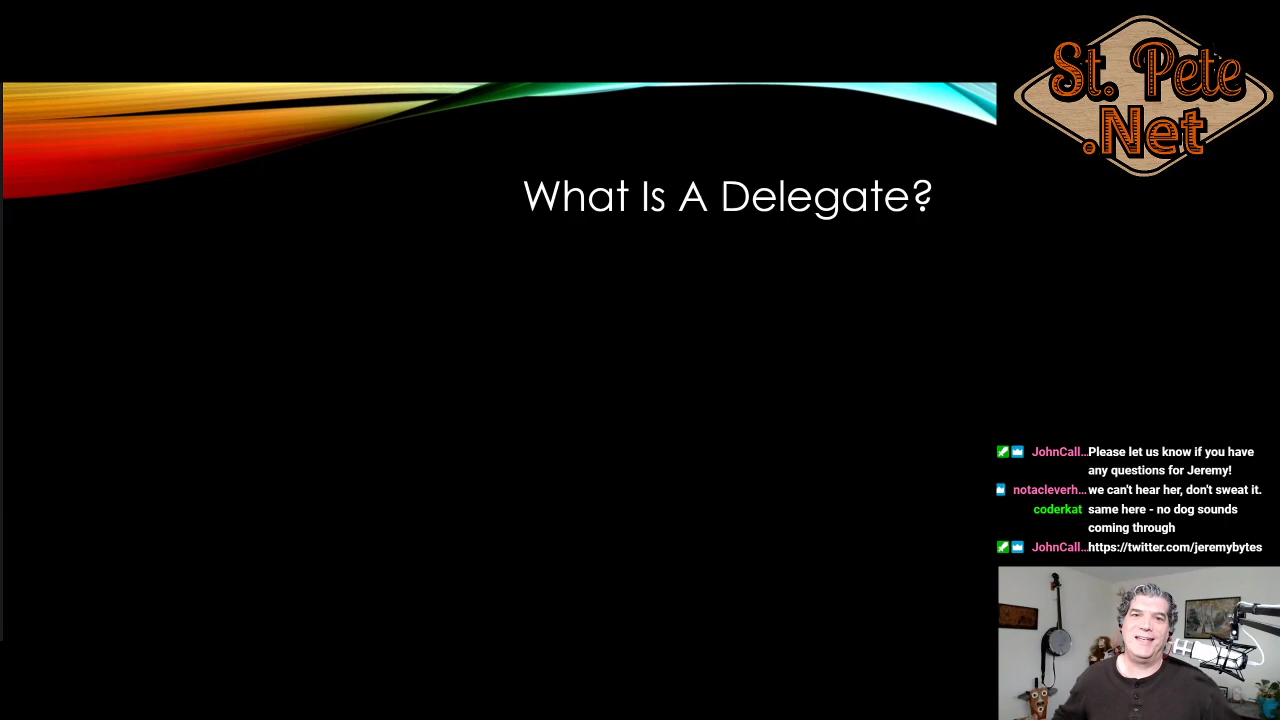 St. Pete
.Net
What Is A Delegate?
JohnCall… Please let us know if you have
any questions for Jeremy!
notacleverh… we can't hear her, don't sweat it.
coderkat same here - no dog sounds
coming through
JohnCall… https://twitter.com/jeremybytes